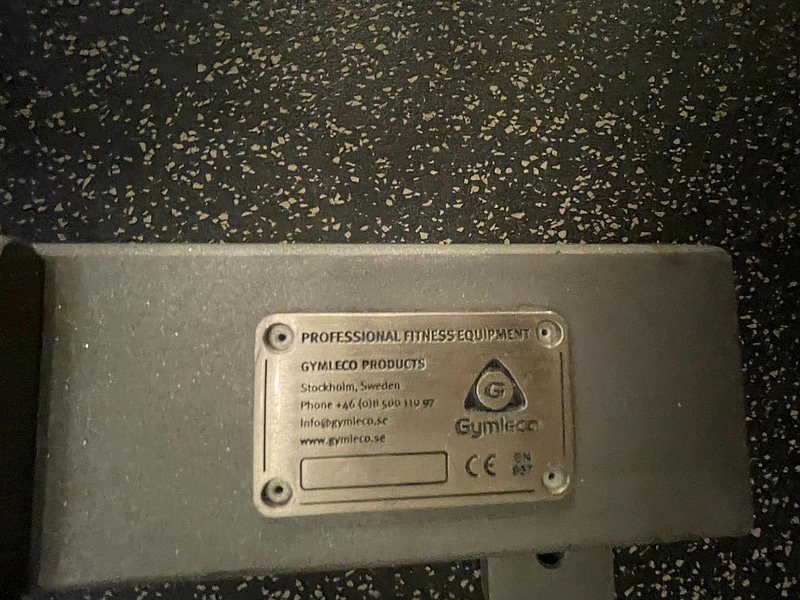 PROFESSIONAL FITNESS EQUIPMENT
GYMLECO PRODUCTS
Stockholm, Sweden
Phone +46 (0)8 500 119 97
Info@gymleco.se
www.gymleco.se
G
Gymleco
CE
EN
957